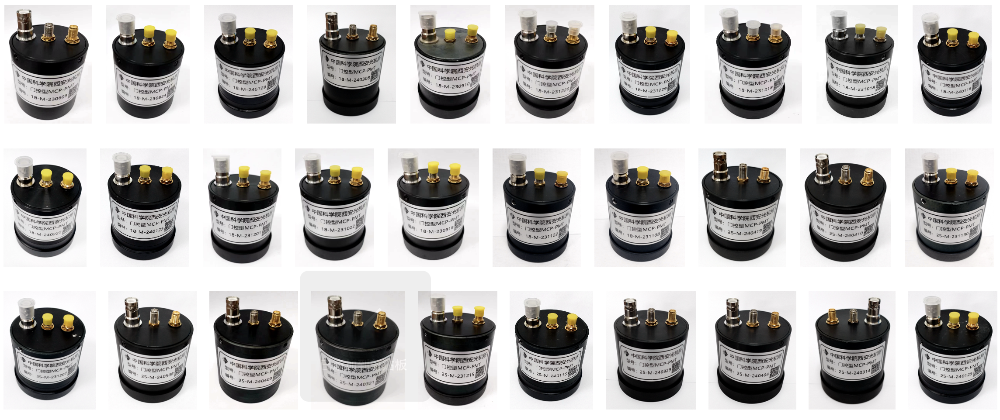 中国科学院西安光机所
型号：门控型MCP-PMT
编号：18-M-230609
中国科学院西安光机所
型号：门控型MCP-PMT
编号：18-M-230824
中国科学院西安光机所
型号：门控型MCP-PMT
编号：18-M-240229
中国科学院西安光机所
型号：门控型MCP-PMT
编号：18-M-240308
中国科学院西安光机所
型号：门控型MCP-PMT
编号：18-M-230910
中国科学院西安光机所
型号：门控型MCP-PMT
编号：18-M-231220
中国科学院西安光机所
型号：门控型MCP-PMT
编号：18-M-231229
中国科学院西安光机所
型号：门控型MCP-PMT
编号：18-M-231218
中国科学院西安光机所
型号：门控型MCP-PMT
编号：18-M-231018
中国科学院西安光机所
型号：门控型MCP-PMT
编号：18-M-240118
中国科学院西安光机所
型号：门控型MCP-PMT
编号：18-M-240220
中国科学院西安光机所
型号：门控型MCP-PMT
编号：18-M-240125
中国科学院西安光机所
型号：门控型MCP-PMT
编号：18-M-231201
中国科学院西安光机所
型号：门控型MCP-PMT
编号：18-M-231022
中国科学院西安光机所
型号：门控型MCP-PMT
编号：18-M-230918
中国科学院西安光机所
型号：门控型MCP-PMT
编号：18-M-231122
中国科学院西安光机所
型号：门控型MCP-PMT
编号：18-M-231108
中国科学院西安光机所
型号：门控型MCP-PMT
编号：25-M-240419
中国科学院西安光机所
型号：门控型MCP-PMT
编号：25-M-240410
中国科学院西安光机所
型号：门控型MCP-PMT
编号：25-M-231130
中国科学院西安光机所
型号：门控型MCP-PMT
编号：25-M-231207
中国科学院西安光机所
型号：门控型MCP-PMT
编号：25-M-240508
中国科学院西安光机所
型号：门控型MCP-PMT
编号：25-M-240403
中国科学院西安光机所
型号：门控型MCP-PMT
编号：25-M-240321
中国科学院西安光机所
型号：门控型MCP-PMT
编号：25-M-231215
中国科学院西安光机所
型号：门控型MCP-PMT
编号：25-M-240115
中国科学院西安光机所
型号：门控型MCP-PMT
编号：25-M-240329
中国科学院西安光机所
型号：门控型MCP-PMT
编号：25-M-240404
中国科学院西安光机所
型号：门控型MCP-PMT
编号：25-M-240314
中国科学院西安光机所
型号：门控型MCP-PMT
编号：25-M-240125